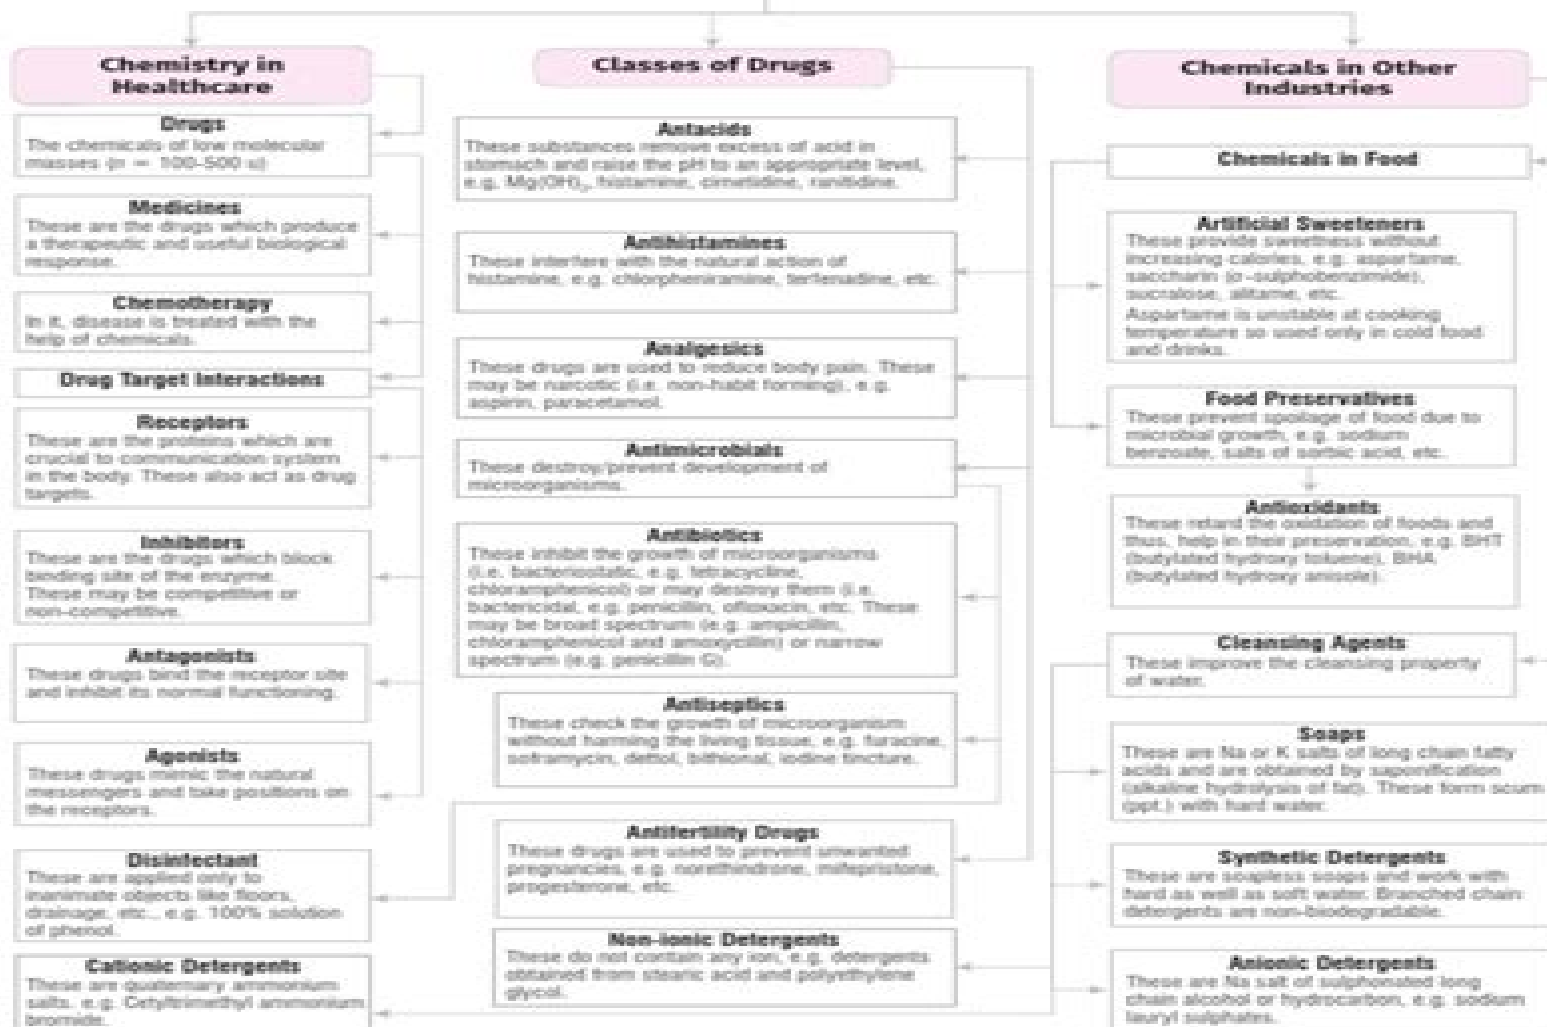 Chemistry in
Healthcare
Drugs
The chemicals of low molecular
masses (n = 100–500 u)
Medicines
These are the drugs which produce
a therapeutic and useful biological
response.
Chemotherapy
In it, disease is treated with the
help of chemicals.
Drug Target Interactions
Receptors
These are the proteins which are
crucial to communication system
in the body. These also act as drug
targets.
Inhibitors
These are the drugs which block
binding site of the enzyme.
These may be competitive or
non-competitive.
Antagonists
These drugs bind the receptor site
and inhibit its normal functioning.
Agonists
These drugs mimic the natural
messengers and take positions on
the receptors.
Disinfectant
These are applied only to
inanimate objects like floors,
drainage, etc., e.g. 100% solution
of phenol.
Cationic Detergents
These are quaternary ammonium
salts. e.g. Cetyltrimethyl ammonium
bromide.
Classes of Drugs
Antacids
These substances remove excess of acid in
stomach and raise the pH to an appropriate level,
e.g. Mg(OH)₂, histamine, cimetidine, ranitidine.
Antihistamines
These interfere with the natural action of
histamine, e.g. chlorpheniramine, terfenadine, etc.
Analgesics
These drugs are used to reduce body pain. These
may be narcotic (i.e. non-habit forming), e.g.
aspirin, paracetamol.
Antimicrobials
These destroy/prevent development of
microorganisms.
Antibiotics
These inhibit the growth of microorganisms
(i.e. bacteriostatic, e.g. tetracycline,
chloramphenicol) or may destroy them (i.e.
bactericidal, e.g. penicillin, ofloxacin, etc. These
may be broad spectrum (e.g. ampicillin,
chloramphenicol and amoxycillin) or narrow
spectrum (e.g. penicillin G).
Antiseptics
These check the growth of microorganism
without harming the living tissue, e.g. furacine,
soframycin, dettol, bithional, iodine tincture.
Antifertility Drugs
These drugs are used to prevent unwanted
pregnancies, e.g. norethindrone, mifepristone,
progesterone, etc.
Non-ionic Detergents
These do not contain any ion, e.g. detergents
obtained from stearic acid and polyethylene
glycol.
Chemicals in Other
Industries
Chemicals in Food
Artificial Sweeteners
These provide sweetness without
increasing calories, e.g. aspartame,
saccharin (o-sulphobenzimide),
sucralose, alitame, etc.
Aspartame is unstable at cooking
temperature so used only in cold food
and drinks.
Food Preservatives
These prevent spoilage of food due to
microbial growth, e.g. sodium
benzoate, salts of sorbic acid, etc.
Antioxidants
These retard the oxidation of foods and
thus, help in their preservation, e.g. BHT
(butylated hydroxy toluene), BHA
(butylated hydroxy anisole).
Cleansing Agents
These improve the cleansing property
of water.
Soaps
These are Na or K salts of long chain fatty
acids and are obtained by saponification
(alkaline hydrolysis of fat). These form scum
(ppt.) with hard water.
Synthetic Detergents
These are soapless soaps and work with
hard as well as soft water. Branched chain
detergents are non-biodegradable.
Anionic Detergents
These are Na salt of sulphonated long
chain alcohol or hydrocarbon, e.g. sodium
lauryl sulphates.